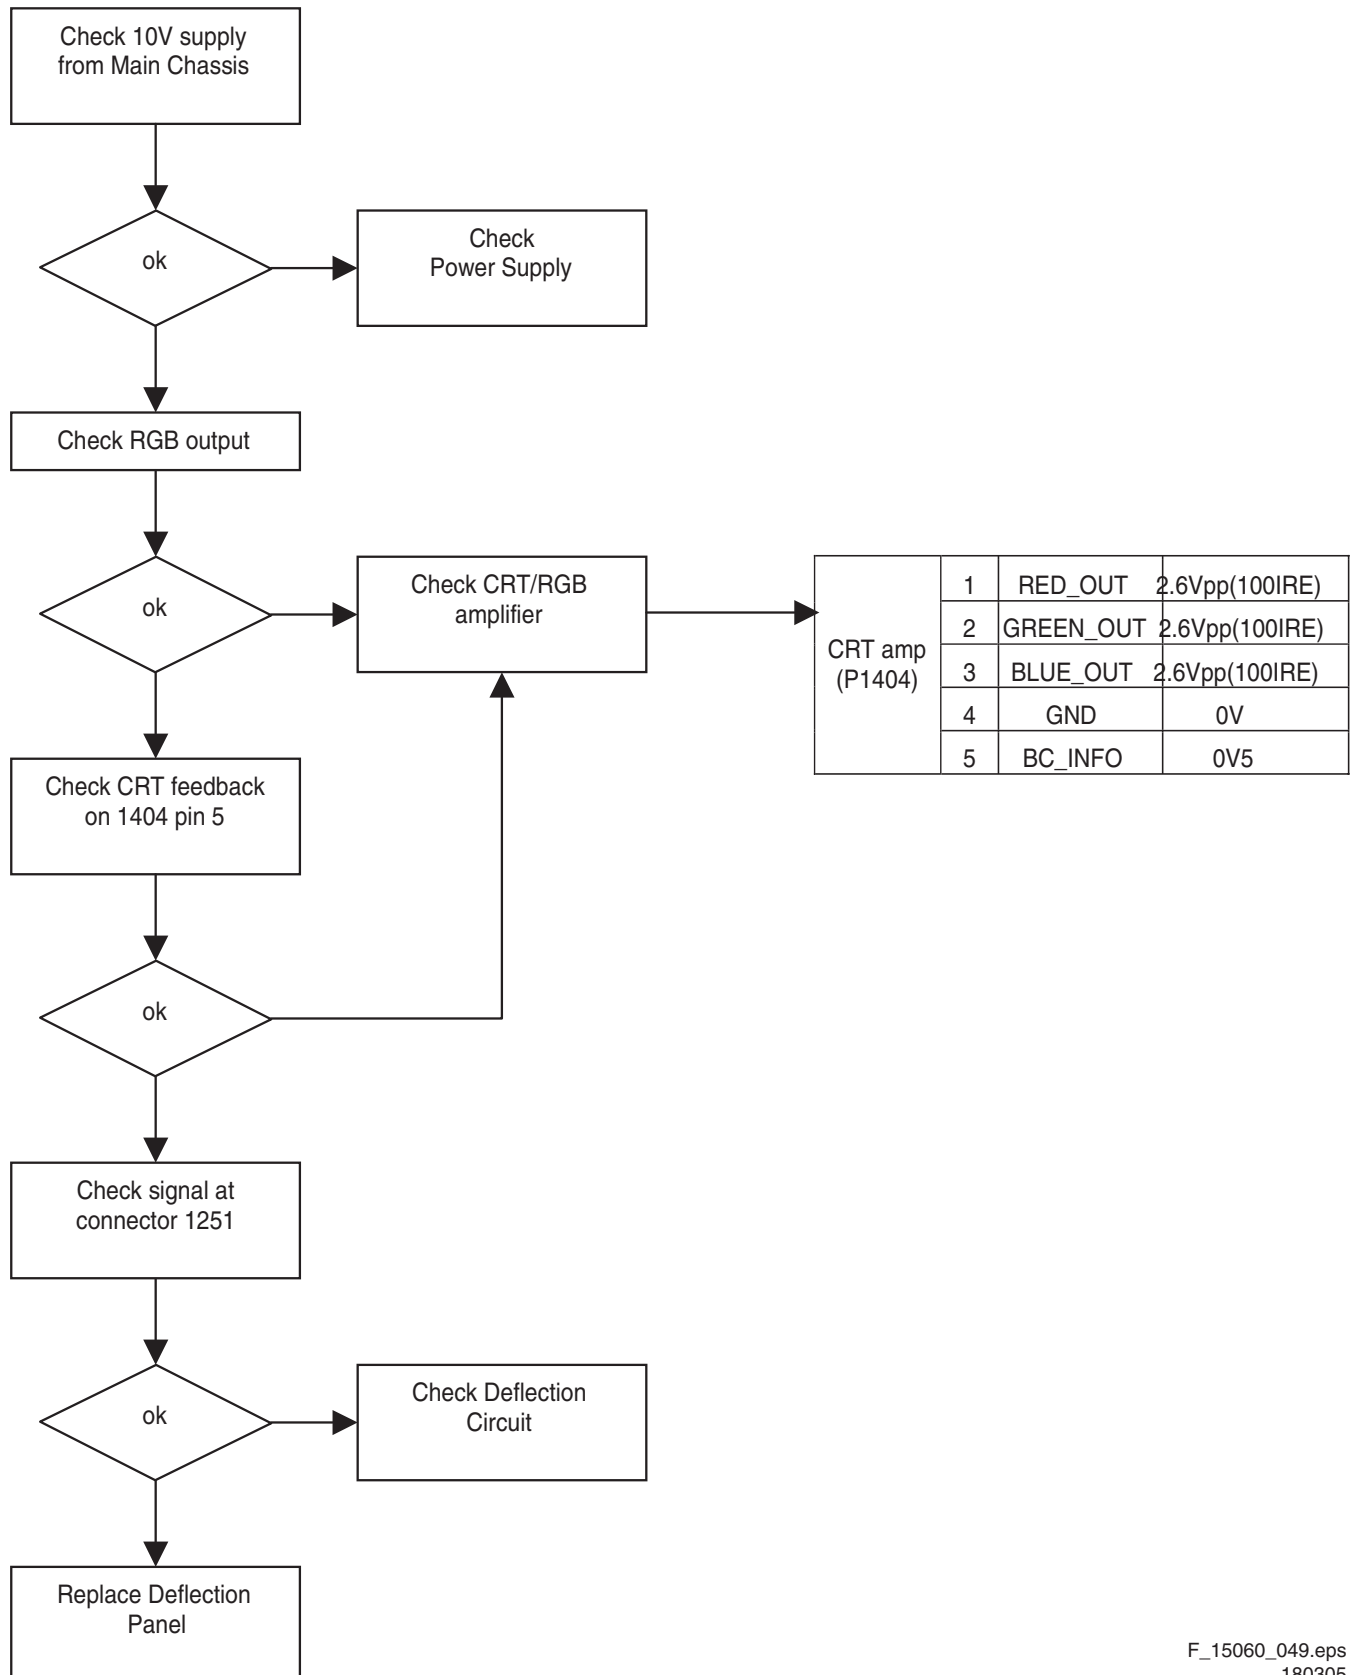 Check 10V supply
from Main Chassis
ok
Check
Power Supply
Check RGB output
ok
Check CRT/RGB
amplifier
CRT amp
(P1404)
1 RED_OUT 2.6Vpp(100IRE)
2 GREEN_OUT 2.6Vpp(100IRE)
3 BLUE_OUT 2.6Vpp(100IRE)
4 GND 0V
5 BC_INFO 0V5
Check CRT feedback
on 1404 pin 5
ok
Check signal at
connector 1251
ok
Check Deflection
Circuit
Replace Deflection
Panel
F_15060_049.eps
180305